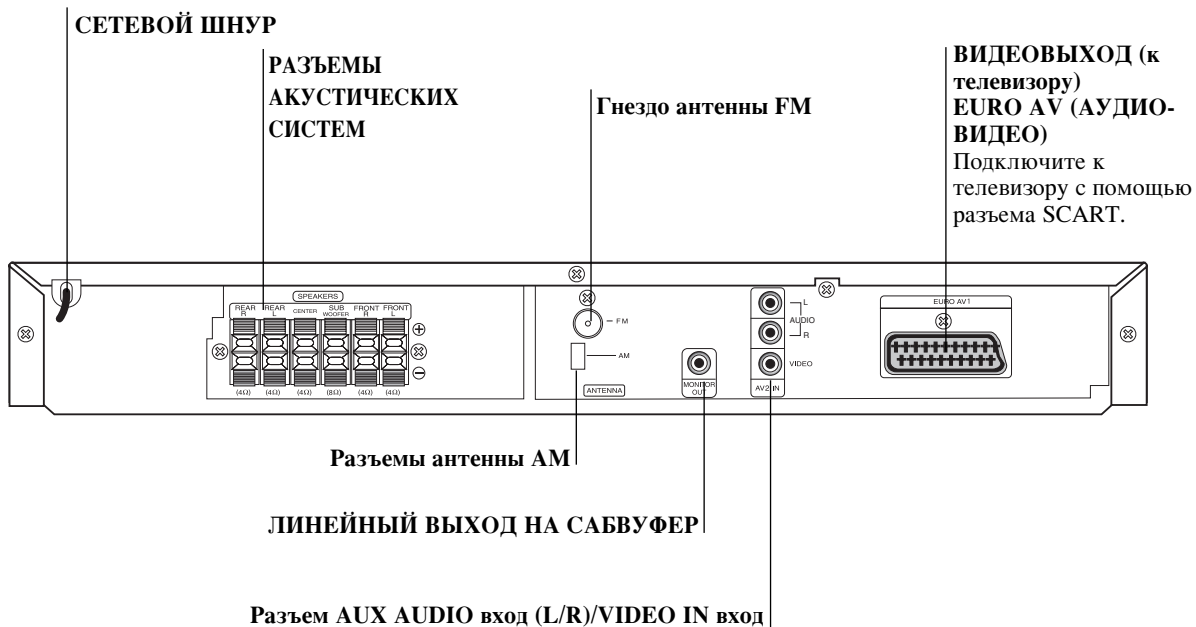 СЕТЕВОЙ ШНУР
РАЗЪЕМЫ
АКУСТИЧЕСКИХ
СИСТЕМ
Гнездо антенны FM
ВИДЕОВЫХОД (к
телевизору)
EURO AV (АУДИО-
ВИДЕО)
Подключите к
телевизору с помощью
разъема SCART.
SPEAKERS
REAR R
REAR L
CENTER
SUB WOOFER
FRONT R
FRONT L
(4Ω) (4Ω) (4Ω) (8Ω) (4Ω) (4Ω)
FM
AM
ANTENNA
MONITOR
OUT
L
AUDIO
R
VIDEO
AV2 IN
EURO AV1
Разъемы антенны AM
ЛИНЕЙНЫЙ ВЫХОД НА САБВУФЕР
Разъем AUX AUDIO вход (L/R)/VIDEO IN вход